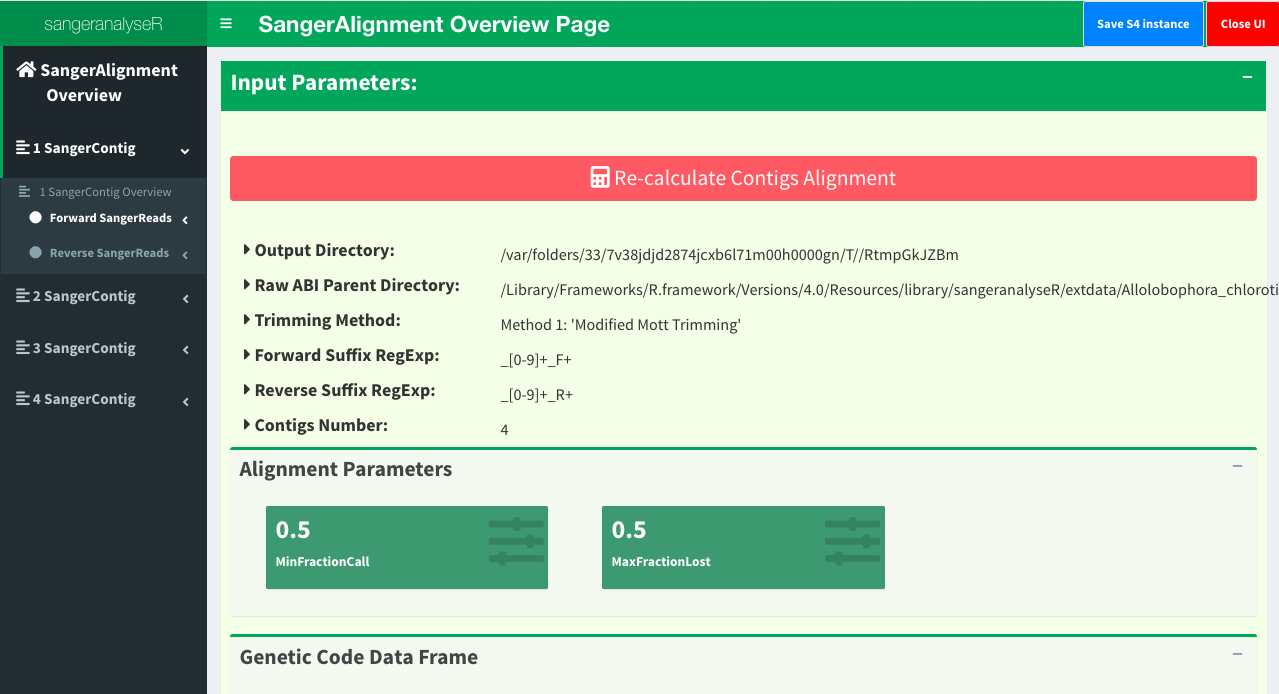 sangeranalyseR
SangerAlignment Overview Page
Save S4 instance
Close UI
SangerAlignment
Overview
1 SangerContig
1 SangerContig Overview
Forward SangerReads
Reverse SangerReads
2 SangerContig
3 SangerContig
4 SangerContig
Input Parameters:
Re-calculate Contigs Alignment
Output Directory: /var/folders/33/7v38jdjd2874jcxb6l71m00h0000gn/T//RtmpGkJZBm
Raw ABI Parent Directory: /Library/Frameworks/R.framework/Versions/4.0/Resources/library/sangeranalyseR/extdata/Allolobophora_chloroti
Trimming Method: Method 1: 'Modified Mott Trimming'
Forward Suffix RegExp: _[0-9]+_F+
Reverse Suffix RegExp: _[0-9]+_R+
Contigs Number: 4
Alignment Parameters
0.5
MinFractionCall
0.5
MaxFractionLost
Genetic Code Data Frame